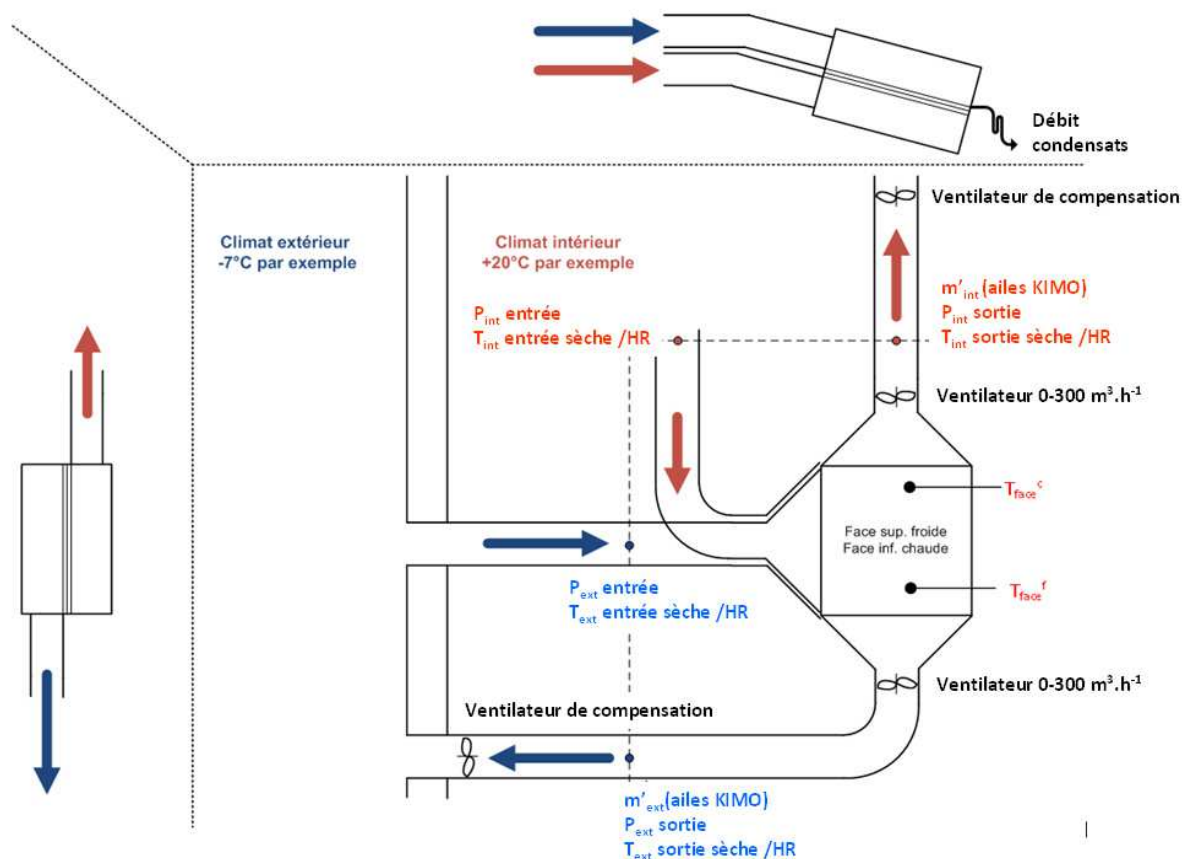 Débit
condensats
Ventilateur de compensation
Climat extérieur
-7°C par exemple
Climat intérieur
+20°C par exemple
m'int (ailes KIMO)
Pint sortie
Tint sortie sèche /HR
Pint entrée
Tint entrée sèche /HR
Ventilateur 0-300 m³.h⁻¹
Tface c
Face sup. froide
Face inf. chaude
Tface f
Pext entrée
Text entrée sèche /HR
Ventilateur 0-300 m³.h⁻¹
Ventilateur de compensation
m'ext(ailes KIMO)
Pext sortie
Text sortie sèche /HR